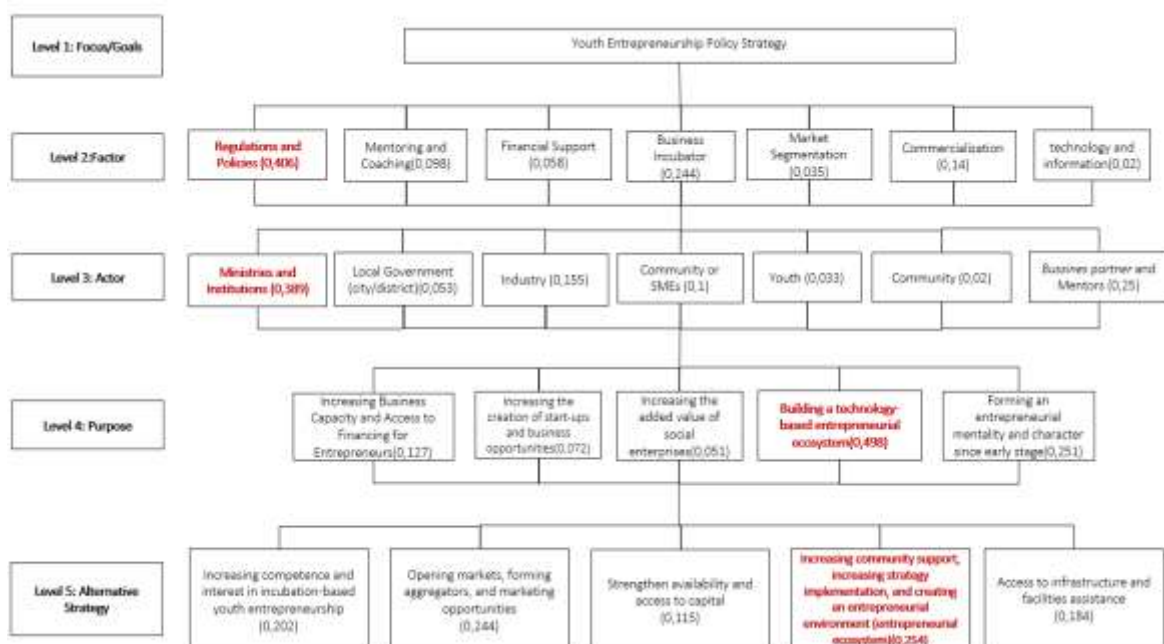 Level 1: Focus/Goals
Youth Entrepreneurship Policy Strategy
Level 2:Factor
Regulations and
Policies (0,406)
Mentoring and
Coaching(0,098)
Financial Support
(0,058)
Business
Incubator
(0,244)
Market
Segmentation
(0,035)
Commercialization
(0,14)
technology and
information(0,02)
Level 3: Actor
Ministries and
Institutions (0,389)
Local Government
(city/district)(0,053)
Industry (0,155)
Community or
SMEs (0,1)
Youth (0,033)
Community (0,02)
Bussines partner and
Mentors (0,25)
Level 4: Purpose
Increasing Business
Capacity and Access to
Financing for
Entrepreneurs(0,127)
Increasing the
creation of start-ups
and business
opportunities(0,072)
Increasing the
added value of
social
enterprises(0,051)
Building a technology-
based entrepreneurial
ecosystem(0,498)
Forming an
entrepreneurial
mentality and character
since early stage(0,251)
Level 5: Alternative
Strategy
Increasing competence and
interest in incubation-based
youth entrepreneurship
(0,202)
Opening markets, forming
aggregators, and marketing
opportunities
(0,244)
Strengthen availability and
access to capital
(0,115)
Increasing community support,
increasing strategy
implementation, and creating
an entrepreneurial
environment (entrepreneurial
ecosystem)(0,254)
Access to infrastructure and
facilities assistance
(0,184)